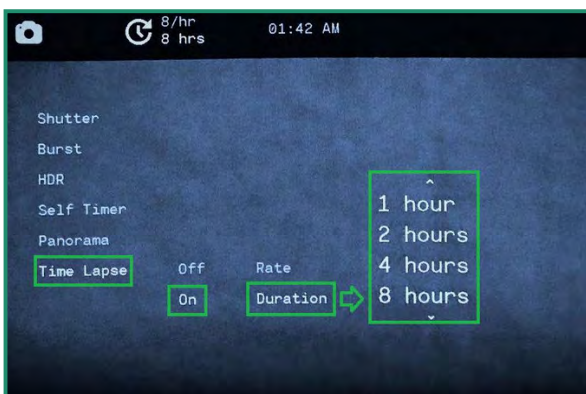 8/hr
8 hrs
01:42 AM
Shutter
Burst
HDR
Self Timer
Panorama
Time Lapse
Off
On
Rate
Duration
1 hour
2 hours
4 hours
8 hours